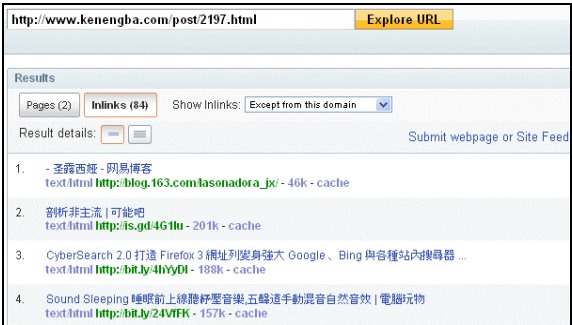 http://www.kenengba.com/post/2197.html Explore URL
Results
Pages (2) Inlinks (84) Show Inlinks: Except from this domain
Result details: Submit webpage or Site Feed
1. - 圣露西娅 - 网易博客
text/html http://blog.163.com/lasonadora_jx/ - 46k - cache
2. 剖析非主流 | 可能吧
text/html http://is.gd/4G1lu - 201k - cache
3. CyberSearch 2.0 打造 Firefox 3 網址列變身強大 Google 、Bing 與各種站內搜尋器 ...
text/html http://bit.ly/4hYyDl - 188k - cache
4. Sound Sleeping 睡眠前上線聽紓壓音樂,五聲道手動混音自然音效 | 電腦玩物
text/html http://bit.ly/24VfFK - 157k - cache